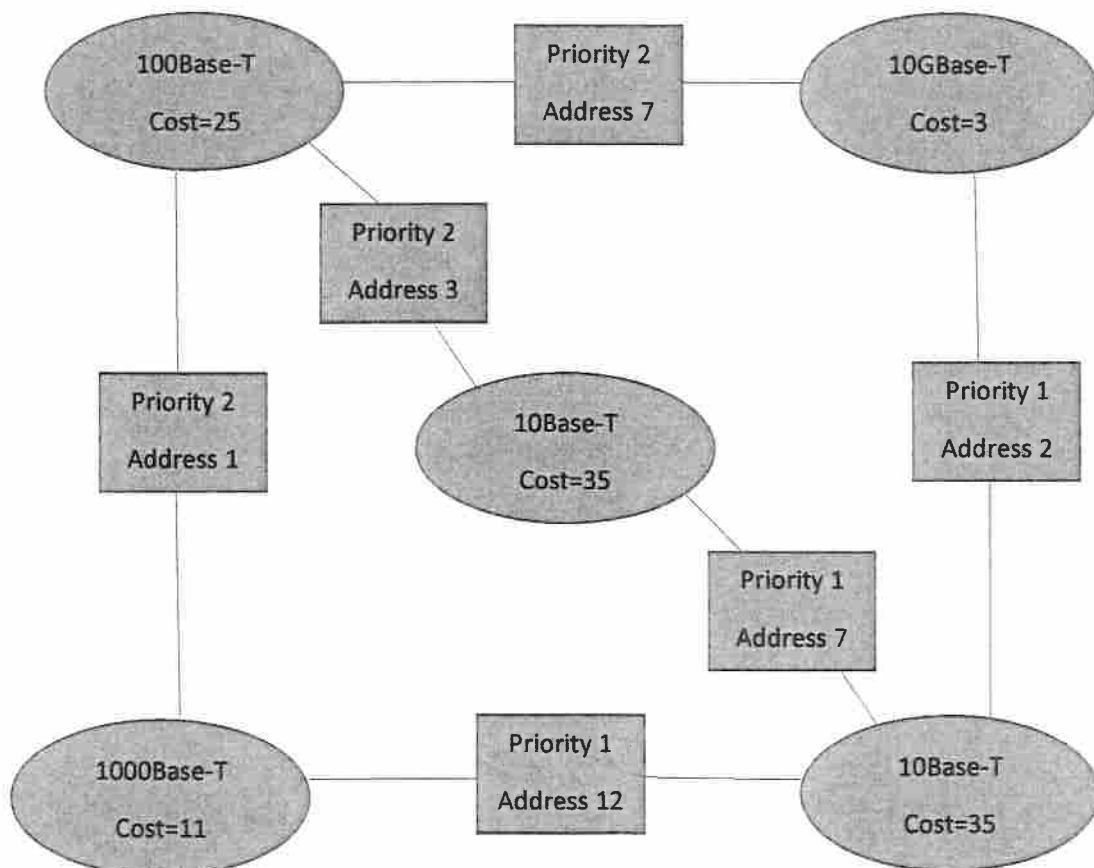 100Base-T
Cost=25
Priority 2
Address 7
10GBase-T
Cost=3
Priority 2
Address 3
Priority 2
Address 1
10Base-T
Cost=35
Priority 1
Address 2
Priority 1
Address 7
1000Base-T
Cost=11
Priority 1
Address 12
10Base-T
Cost=35